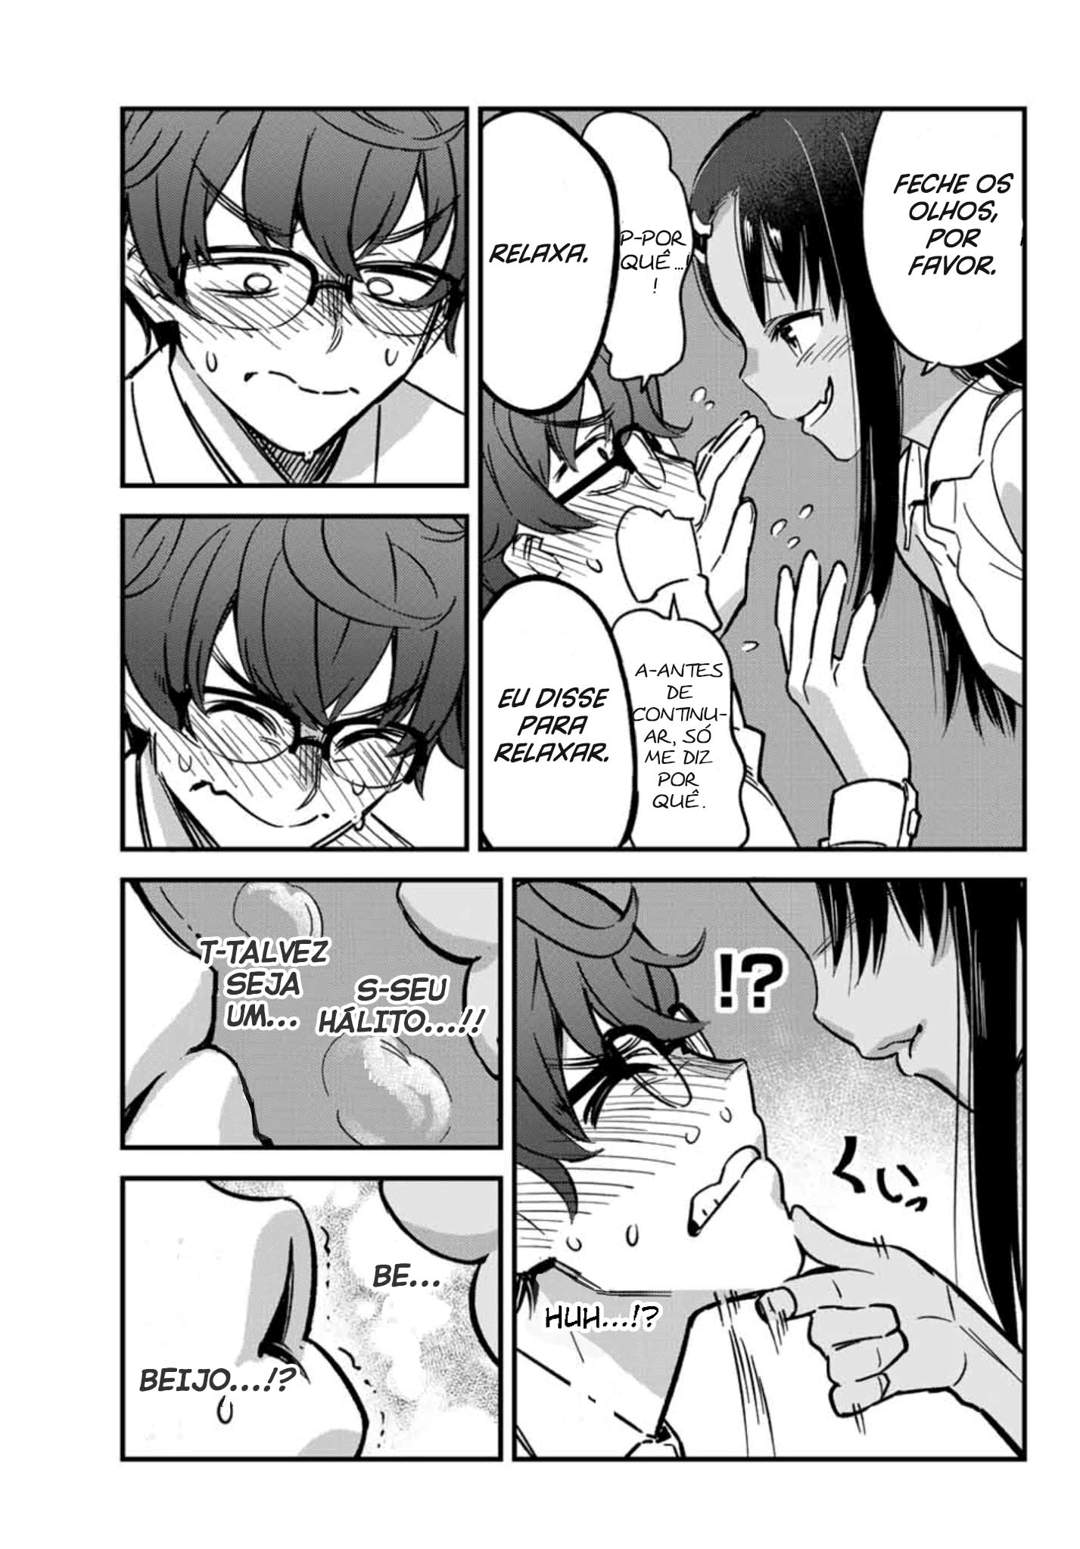 FECHE OS
OLHOS,
POR
FAVOR.
P-POR
QUÊ...!
!
RELAXA.
A-ANTES
DE
CONTINU-
AR, SÓ
ME DIZ
POR
QUÊ.
EU DISSE
PARA
RELAXAR.
!?
くいっ
HUH...!?
S-SEU
HÁLITO...!!
T-TALVEZ
SEJA
UM...
BE...
BEIJO...!?